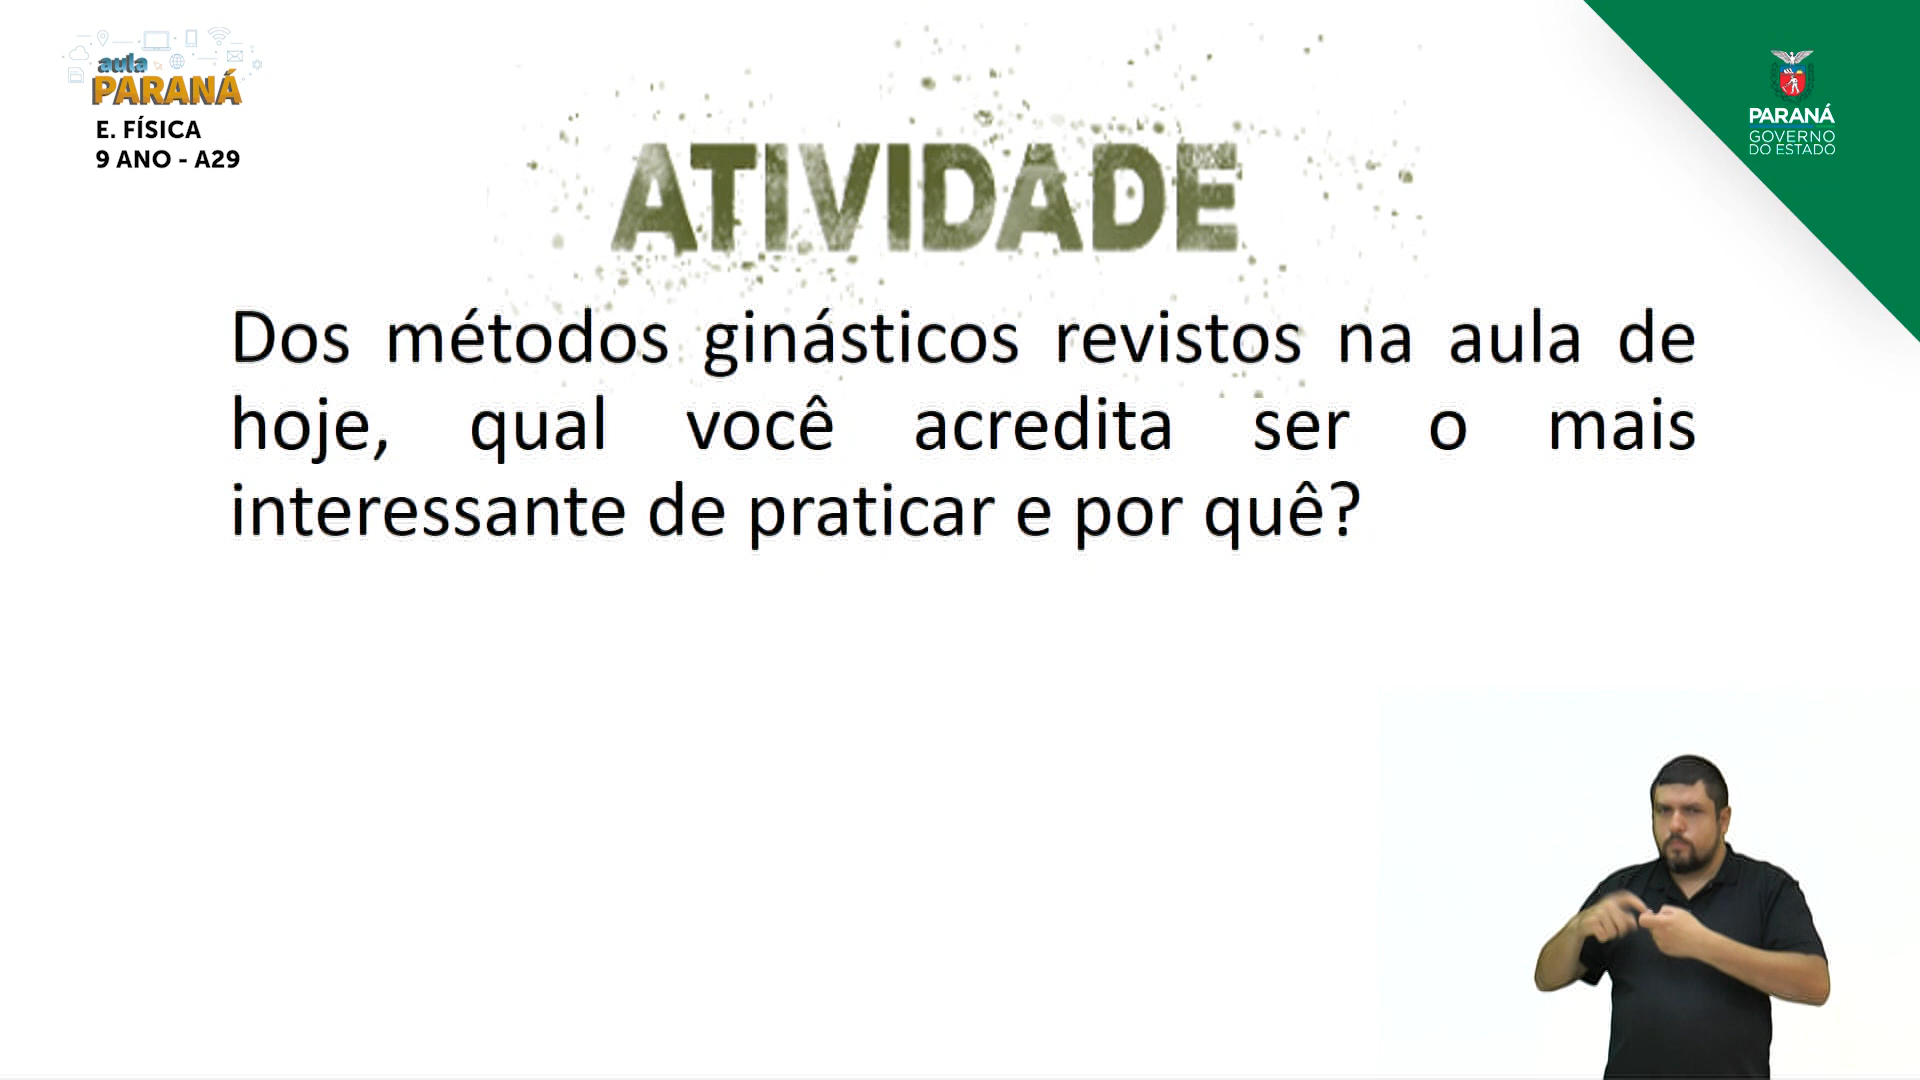 aula
PARANÁ
E. FÍSICA
9 ANO - A29
PARANÁ
GOVERNO
DO ESTADO
ATIVIDADE
Dos métodos ginásticos revistos na aula de
hoje, qual você acredita ser o mais
interessante de praticar e por quê?